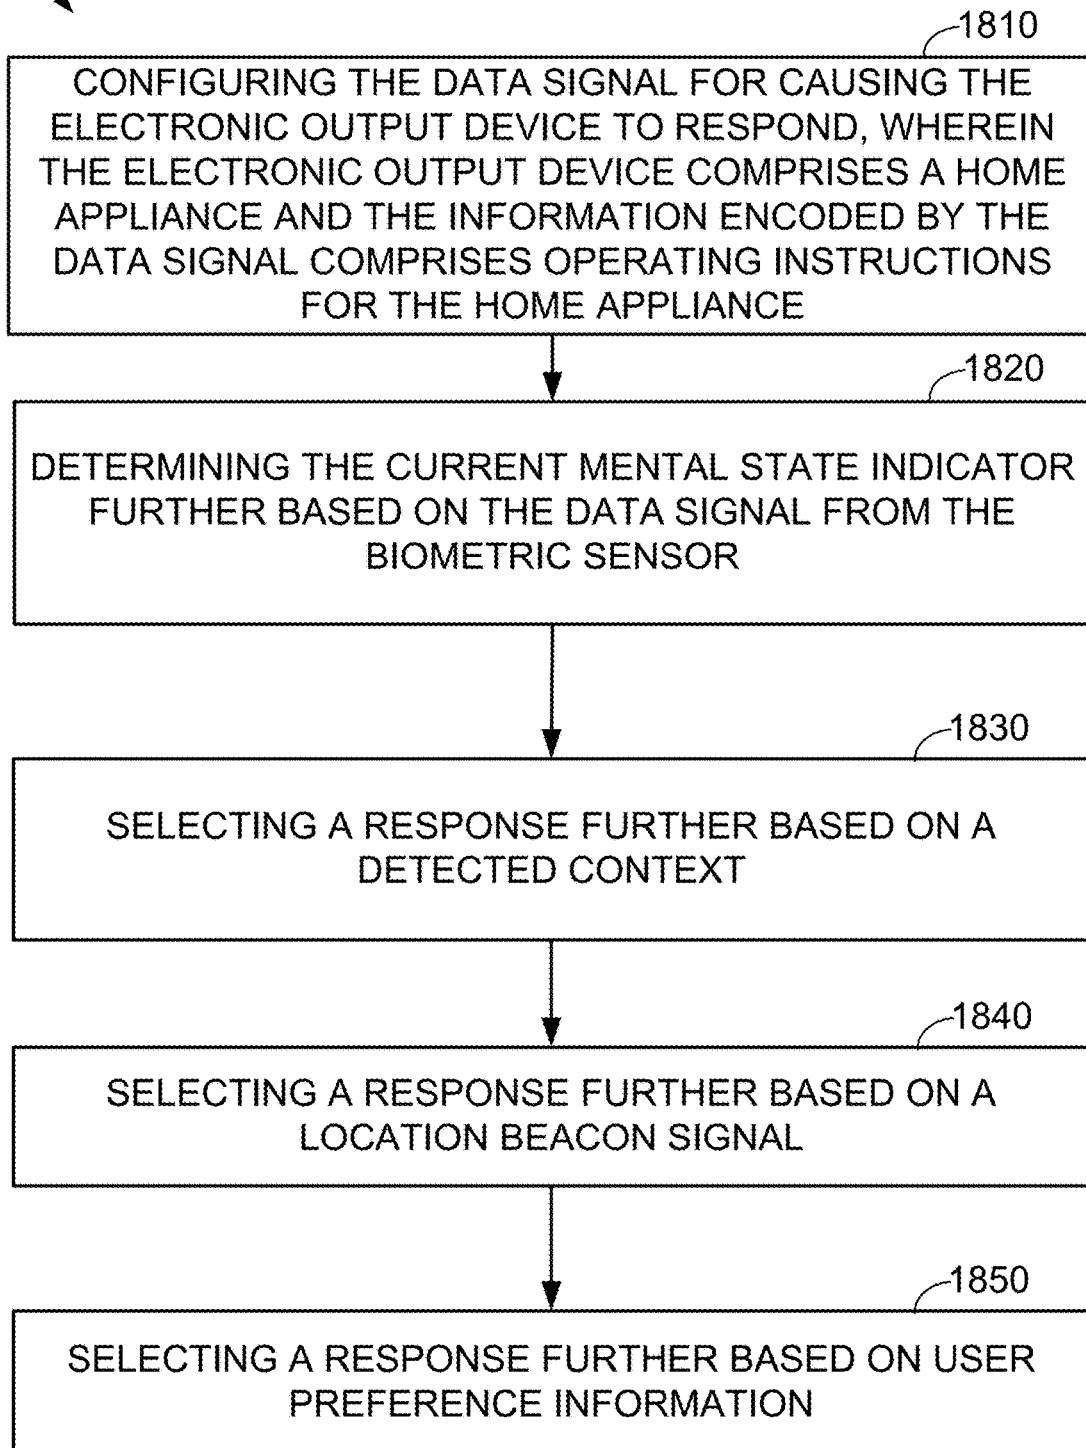 1810
CONFIGURING THE DATA SIGNAL FOR CAUSING THE
ELECTRONIC OUTPUT DEVICE TO RESPOND, WHEREIN
THE ELECTRONIC OUTPUT DEVICE COMPRISES A HOME
APPLIANCE AND THE INFORMATION ENCODED BY THE
DATA SIGNAL COMPRISES OPERATING INSTRUCTIONS
FOR THE HOME APPLIANCE
1820
DETERMINING THE CURRENT MENTAL STATE INDICATOR
FURTHER BASED ON THE DATA SIGNAL FROM THE
BIOMETRIC SENSOR
1830
SELECTING A RESPONSE FURTHER BASED ON A
DETECTED CONTEXT
1840
SELECTING A RESPONSE FURTHER BASED ON A
LOCATION BEACON SIGNAL
1850
SELECTING A RESPONSE FURTHER BASED ON USER
PREFERENCE INFORMATION